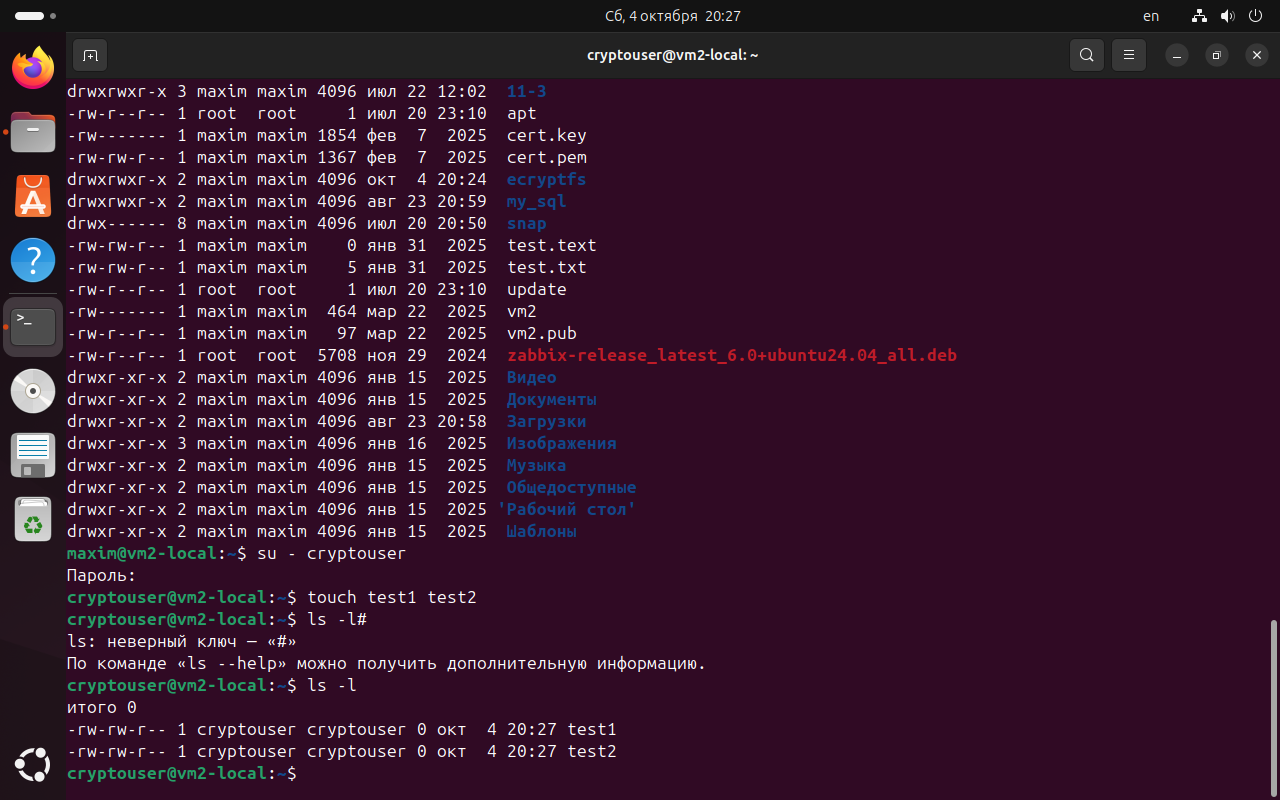 Сб, 4 октября 20:27
en
cryptouser@vm2-local: ~
drwxrwxr-x 3 maxim maxim 4096 июл 22 12:02 11-3
-rw-r--r-- 1 root root 1 июл 20 23:10 apt
-rw------- 1 maxim maxim 1854 фев 7 2025 cert.key
-rw-rw-r-- 1 maxim maxim 1367 фев 7 2025 cert.pem
drwxrwxr-x 2 maxim maxim 4096 окт 4 20:24 ecryptfs
drwxrwxr-x 2 maxim maxim 4096 авг 23 20:59 my_sql
drwx------ 8 maxim maxim 4096 июл 20 20:50 snap
-rw-rw-r-- 1 maxim maxim 0 янв 31 2025 test.text
-rw-rw-r-- 1 maxim maxim 5 янв 31 2025 test.txt
-rw-r--r-- 1 root root 1 июл 20 23:10 update
-rw------- 1 maxim maxim 464 мар 22 2025 vm2
-rw-r--r-- 1 maxim maxim 97 мар 22 2025 vm2.pub
-rw-r--r-- 1 root root 5708 ноя 29 2024 zabbix-release_latest_6.0+ubuntu24.04_all.deb
drwxr-xr-x 2 maxim maxim 4096 янв 15 2025 Видео
drwxr-xr-x 2 maxim maxim 4096 янв 15 2025 Документы
drwxr-xr-x 2 maxim maxim 4096 авг 23 20:58 Загрузки
drwxr-xr-x 3 maxim maxim 4096 янв 16 2025 Изображения
drwxr-xr-x 2 maxim maxim 4096 янв 15 2025 Музыка
drwxr-xr-x 2 maxim maxim 4096 янв 15 2025 Общедоступные
drwxr-xr-x 2 maxim maxim 4096 янв 15 2025 'Рабочий стол'
drwxr-xr-x 2 maxim maxim 4096 янв 15 2025 Шаблоны
maxim@vm2-local:~$ su - cryptouser
Пароль:
cryptouser@vm2-local:~$ touch test1 test2
cryptouser@vm2-local:~$ ls -l#
ls: неверный ключ — «#»
По команде «ls --help» можно получить дополнительную информацию.
cryptouser@vm2-local:~$ ls -l
итого 0
-rw-rw-r-- 1 cryptouser cryptouser 0 окт 4 20:27 test1
-rw-rw-r-- 1 cryptouser cryptouser 0 окт 4 20:27 test2
cryptouser@vm2-local:~$